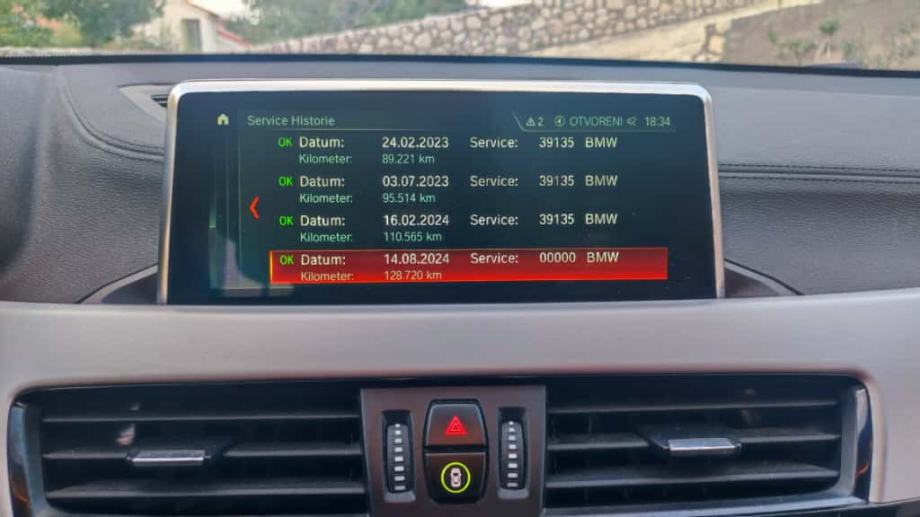 Service Historie 2 OTVORENI 18:34
OK Datum: 24.02.2023 Service: 39135 BMW
Kilometer: 89.221 km
OK Datum: 03.07.2023 Service: 39135 BMW
Kilometer: 95.514 km
OK Datum: 16.02.2024 Service: 39135 BMW
Kilometer: 110.565 km
OK Datum: 14.08.2024 Service: 00000 BMW
Kilometer: 128.720 km